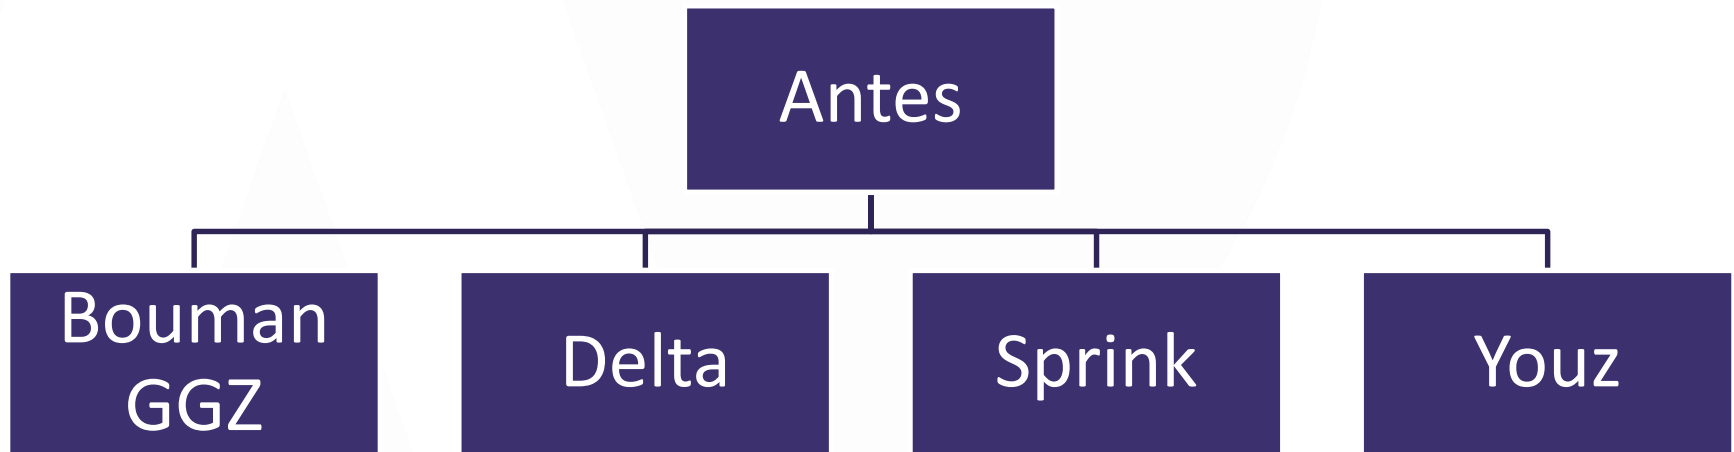 Antes
Bouman
GGZ
Delta
Sprink
Youz